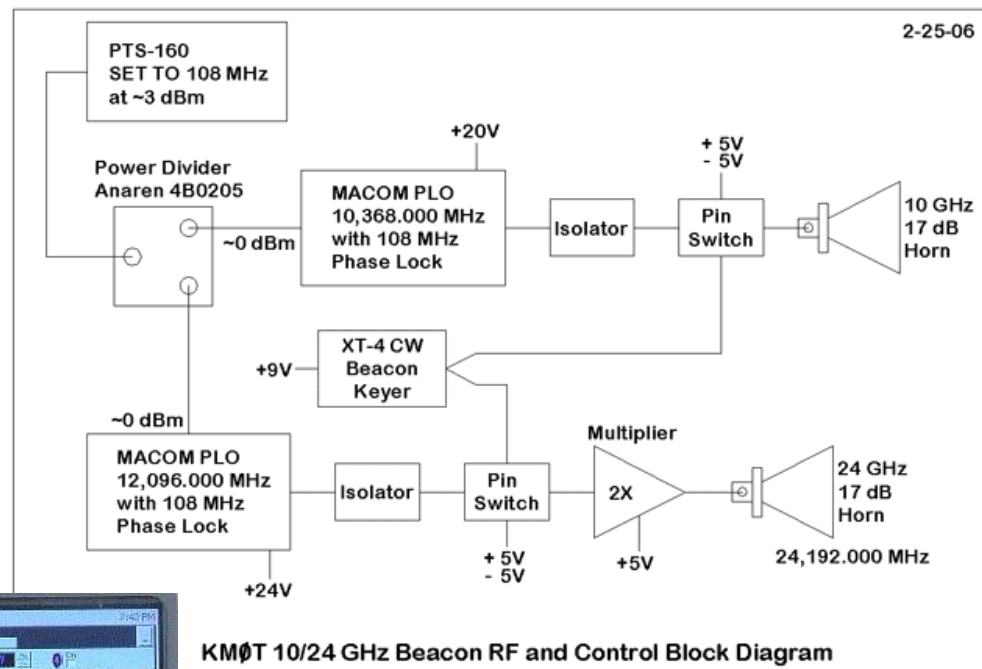 2-25-06
PTS-160
SET TO 108 MHz
at ~3 dBm
Power Divider
Anaren 4B0205
+20V
MACOM PLO
10,368.000 MHz
with 108 MHz
Phase Lock
~0 dBm
Isolator
+ 5V
- 5V
Pin
Switch
10 GHz
17 dB
Horn
XT-4 CW
Beacon
Keyer
+9V
~0 dBm
MACOM PLO
12,096.000 MHz
with 108 MHz
Phase Lock
+24V
Isolator
Pin
Switch
+ 5V
- 5V
Multiplier
2X
+5V
24 GHz
17 dB
Horn
24,192.000 MHz
KMØT 10/24 GHz Beacon RF and Control Block Diagram